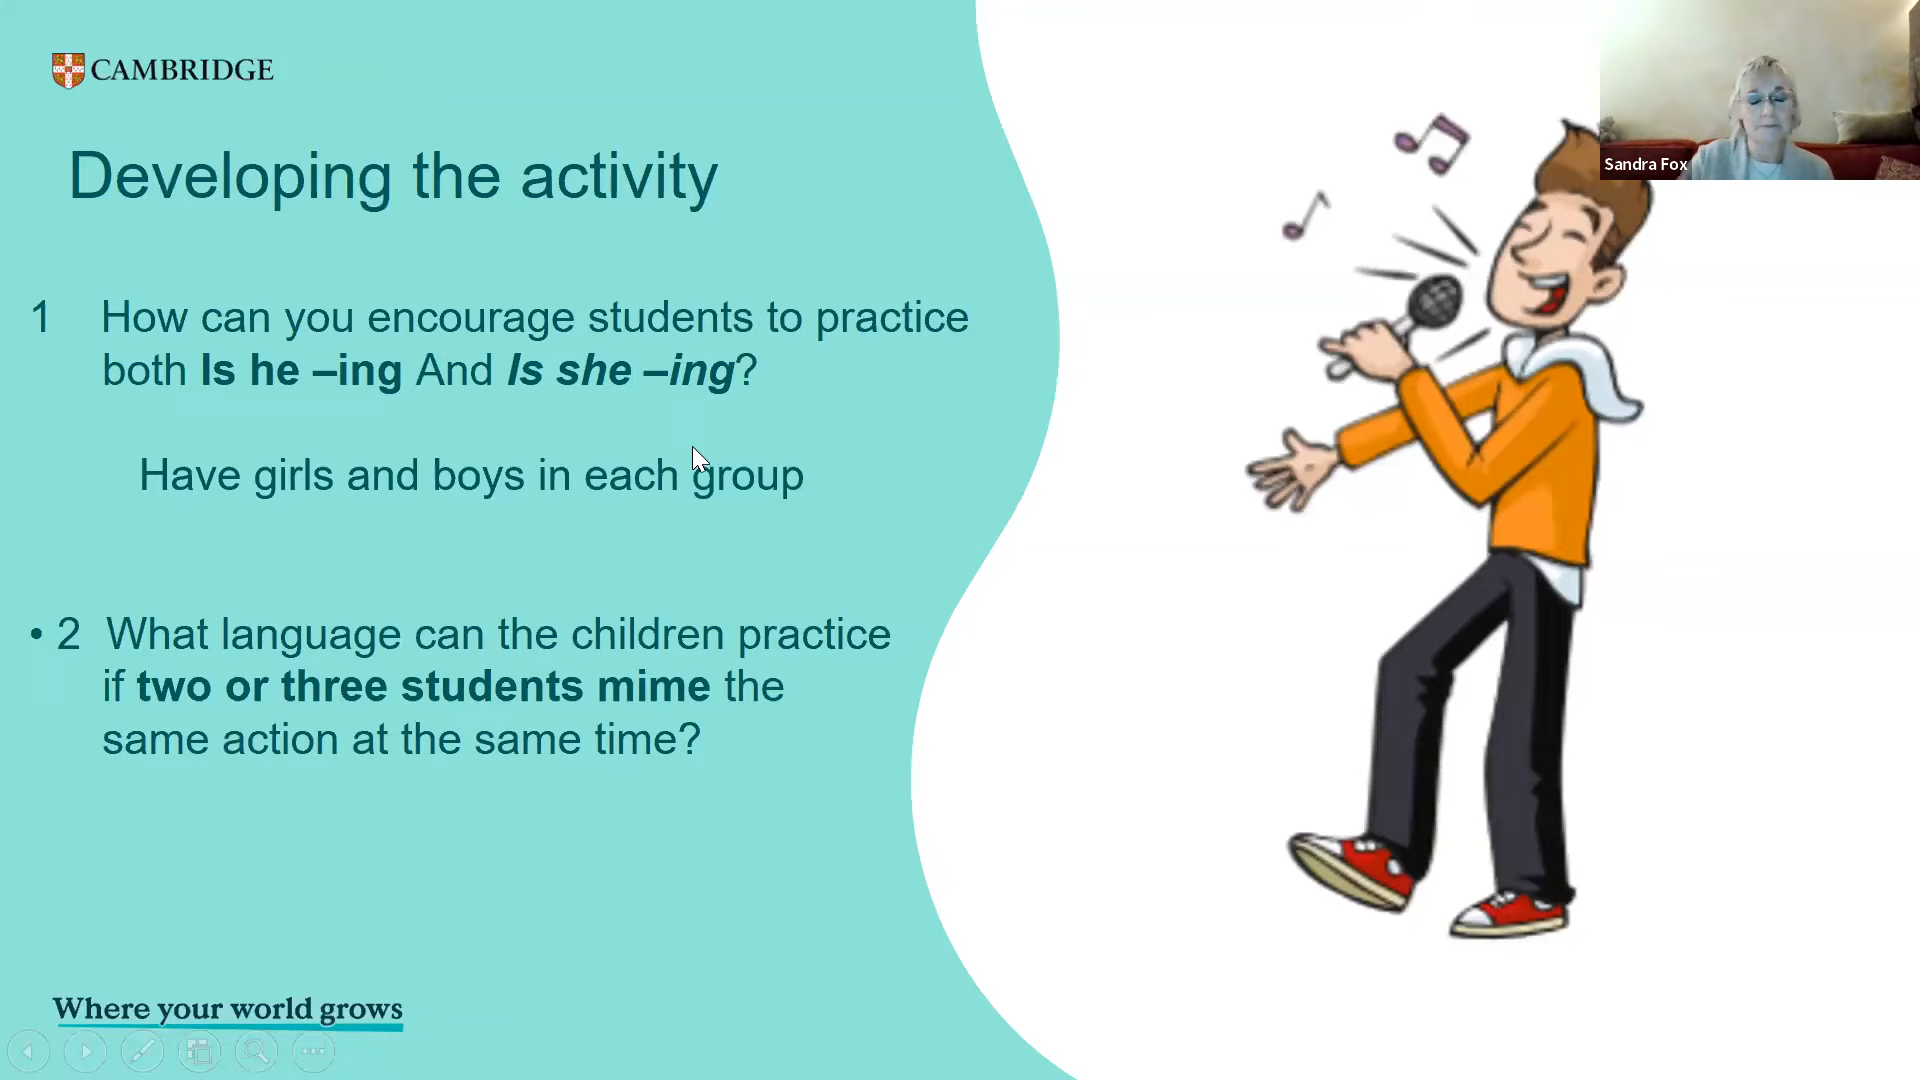 CAMBRIDGE
Developing the activity
1 How can you encourage students to practice
both Is he –ing And Is she –ing?
Have girls and boys in each group
• 2 What language can the children practice
if two or three students mime the
same action at the same time?
Where your world grows
Sandra Fox